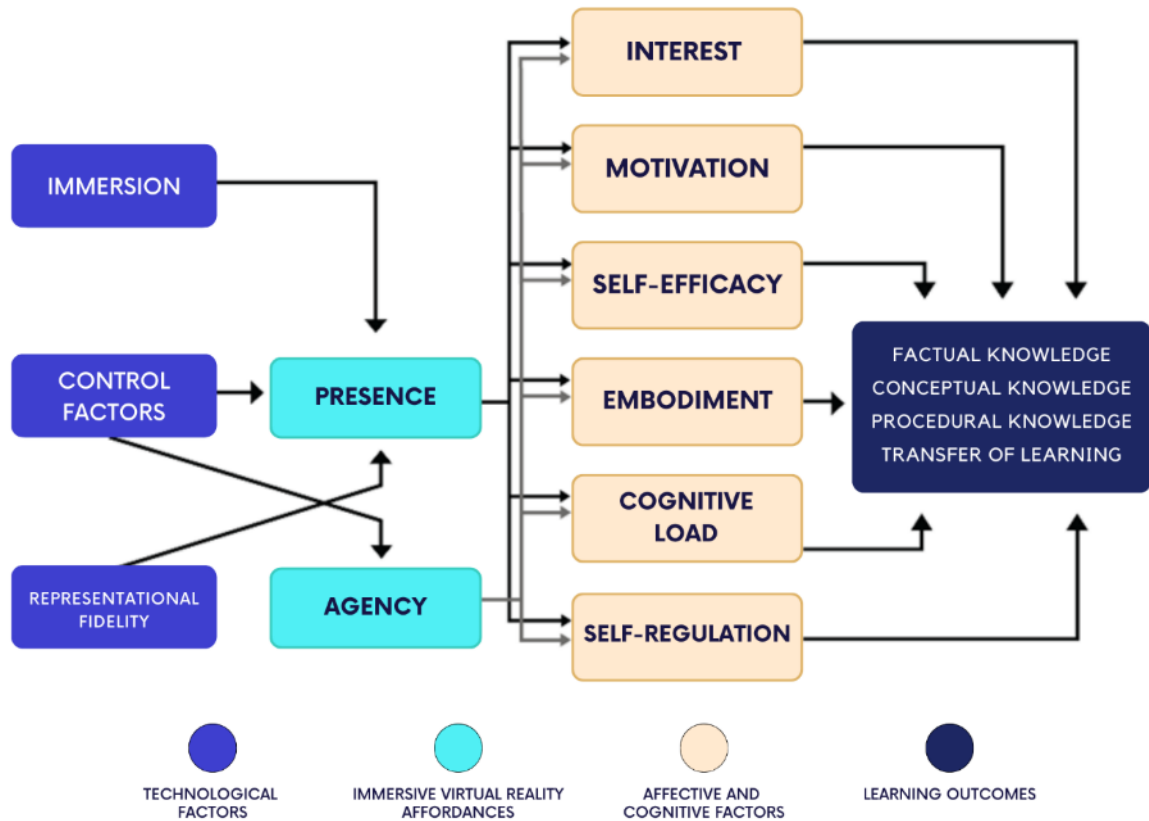 IMMERSION
CONTROL
FACTORS
REPRESENTATIONAL
FIDELITY
PRESENCE
AGENCY
INTEREST
MOTIVATION
SELF-EFFICACY
EMBODIMENT
COGNITIVE
LOAD
SELF-REGULATION
FACTUAL KNOWLEDGE
CONCEPTUAL KNOWLEDGE
PROCEDURAL KNOWLEDGE
TRANSFER OF LEARNING
TECHNOLOGICAL
FACTORS
IMMERSIVE VIRTUAL REALITY
AFFORDANCES
AFFECTIVE AND
COGNITIVE FACTORS
LEARNING OUTCOMES